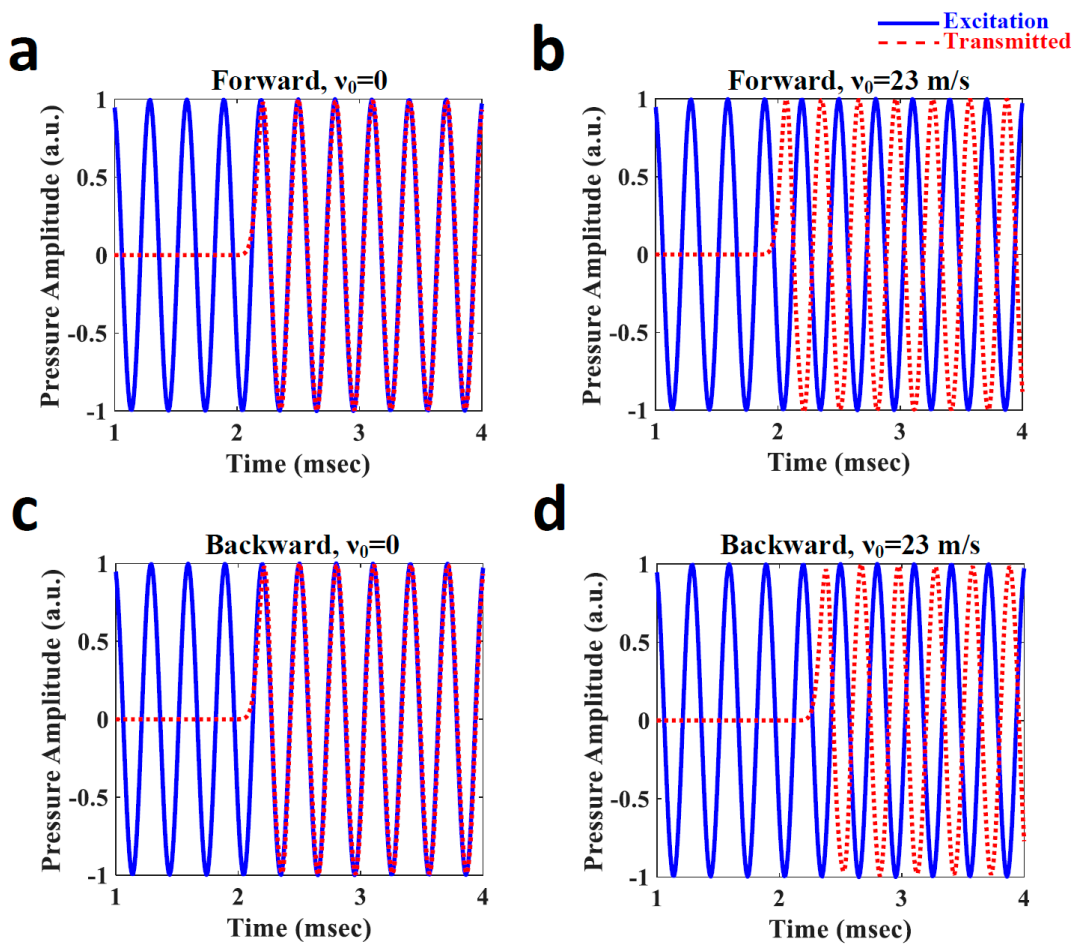 Excitation
Transmitted
a
Forward, ν₀=0
Pressure Amplitude (a.u.)
1
0.5
0
-0.5
-1
1
2
3
4
Time (msec)
b
Forward, ν₀=23 m/s
Pressure Amplitude (a.u.)
1
0.5
0
-0.5
-1
1
2
3
4
Time (msec)
c
Backward, ν₀=0
Pressure Amplitude (a.u.)
1
0.5
0
-0.5
-1
1
2
3
4
Time (msec)
d
Backward, ν₀=23 m/s
Pressure Amplitude (a.u.)
1
0.5
0
-0.5
-1
1
2
3
4
Time (msec)